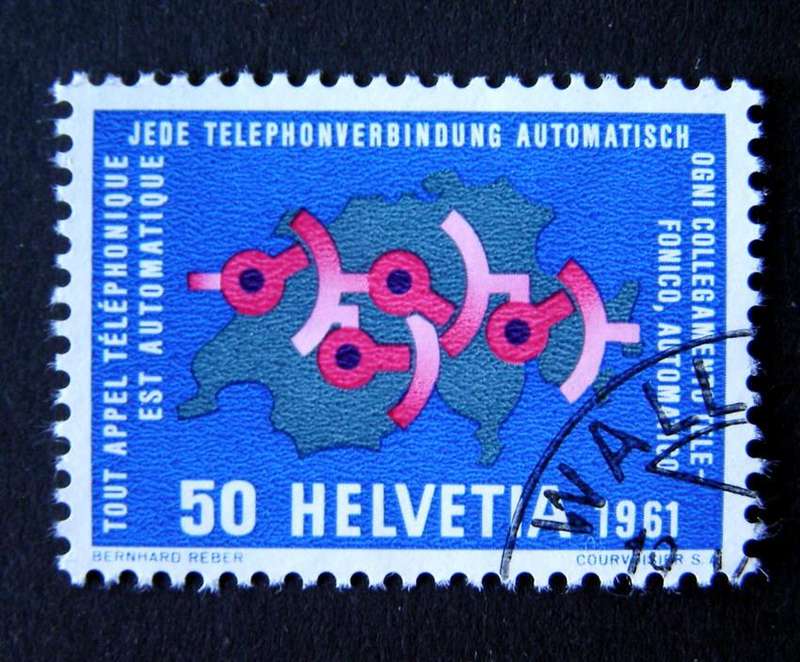 JEDE TELEPHONVERBINDUNG AUTOMATISCH
TOUT APPEL TÉLÉPHONIQUE
EST AUTOMATIQUE
OGNI COLLEGAMENTO TELE-
FONICO, AUTOMATICO
50 HELVETIA 1961
BERNHARD REBER
COURVOISIER S.A.
WALL